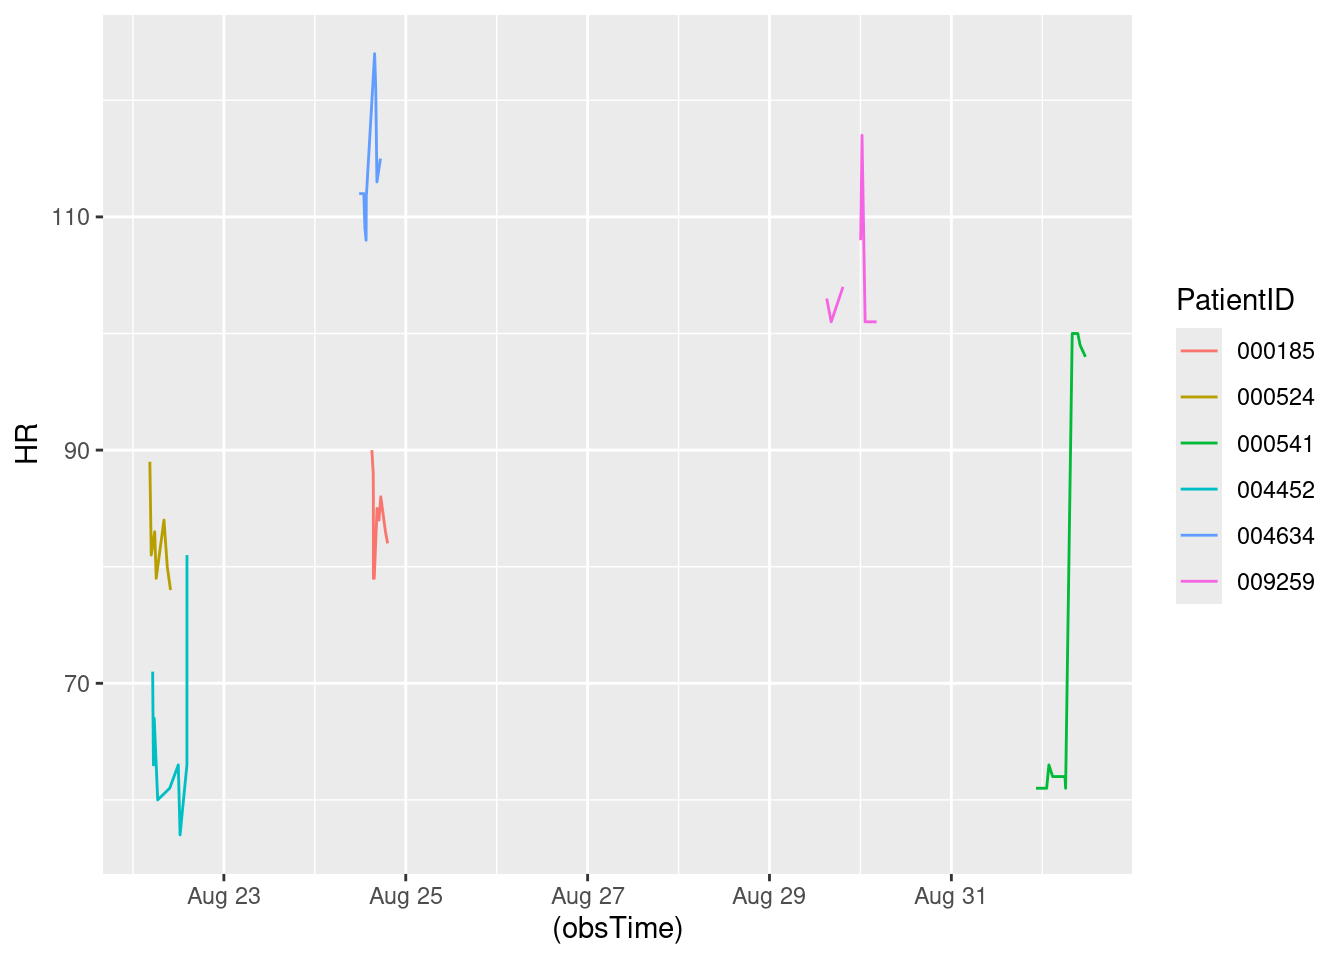 110
90
70
HR
Aug 23
Aug 25
Aug 27
Aug 29
Aug 31
(obsTime)
PatientID
000185
000524
000541
004452
004634
009259